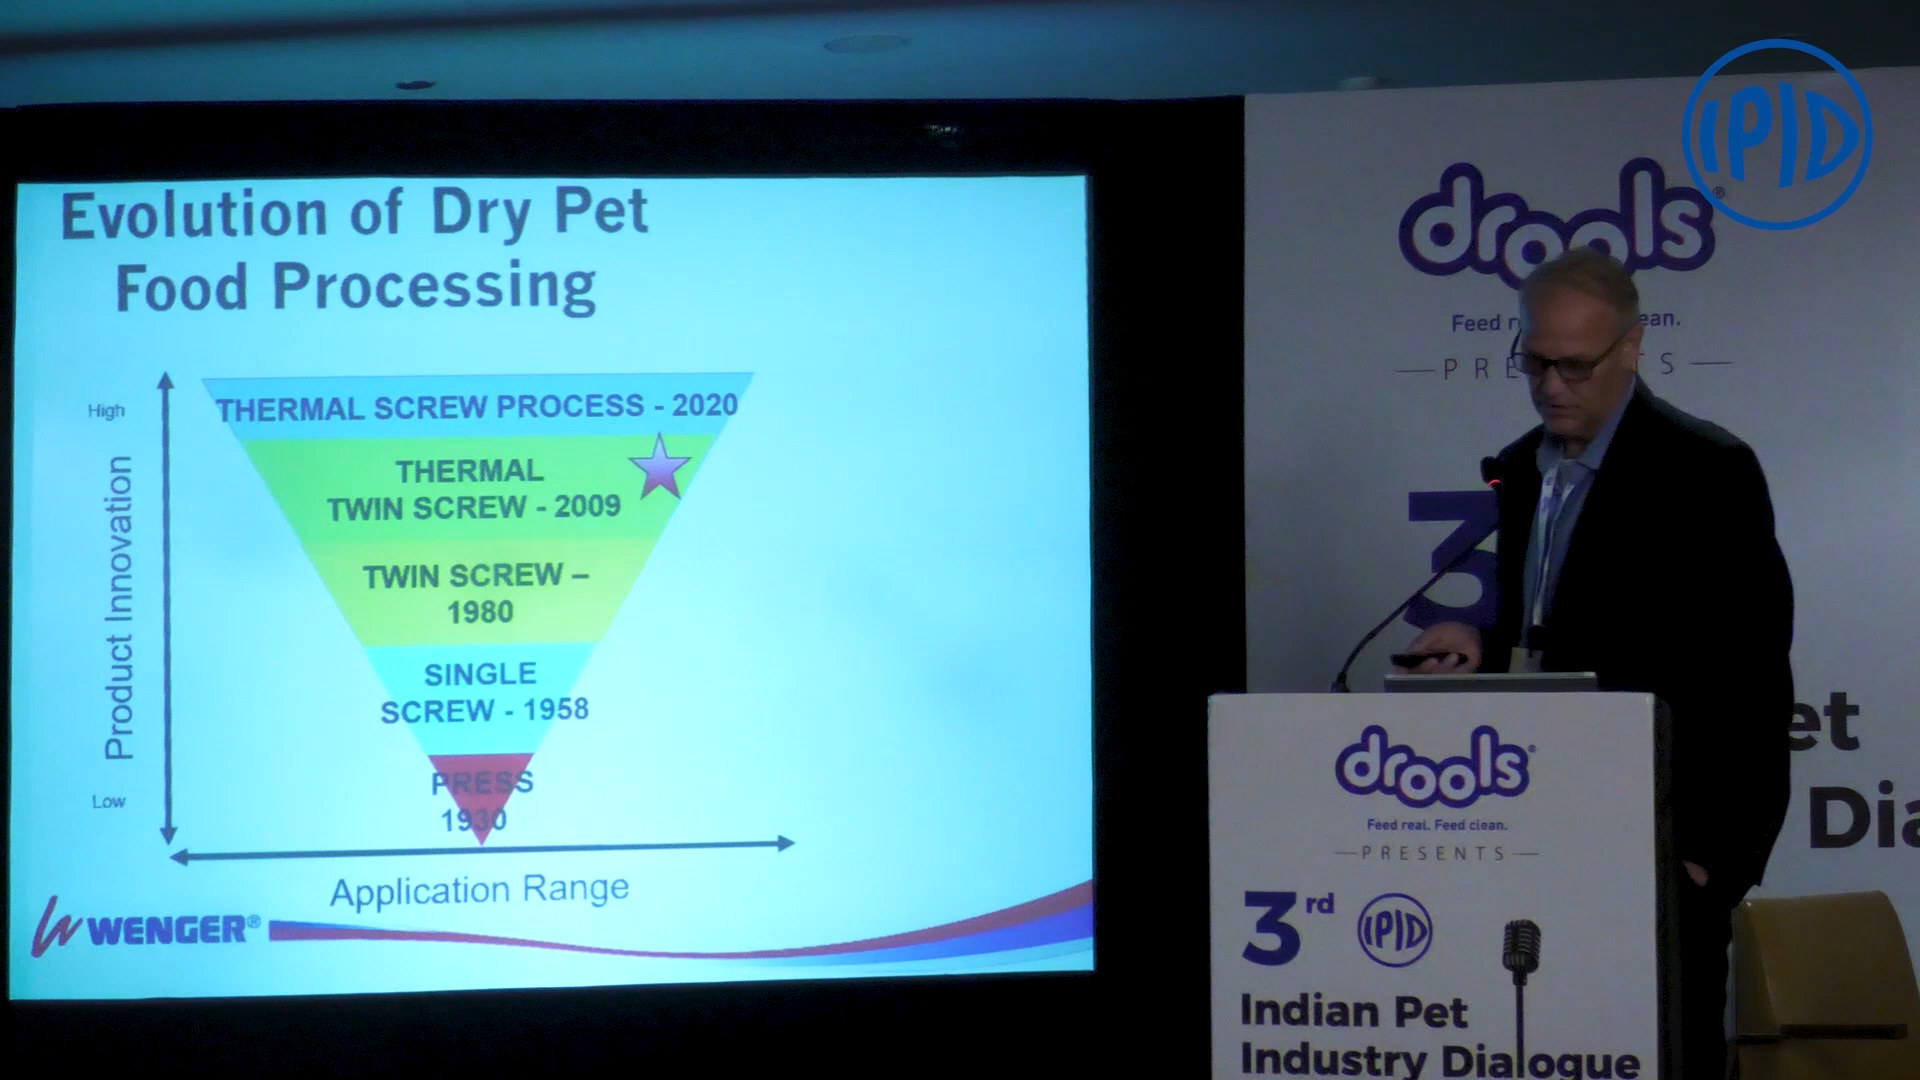 Evolution of Dry Pet
Food Processing
High
Product Innovation
Low
THERMAL SCREW PROCESS - 2020
THERMAL
TWIN SCREW - 2009
TWIN SCREW –
1980
SINGLE
SCREW - 1958
PRESS
1930
Application Range
WENGER®
IPID
drools®
Feed
ean.
PRE
S
3
et
Dia
drools®
Feed real. Feed clean.
PRESENTS
3rd IPID
Indian Pet
Industry Dialogue